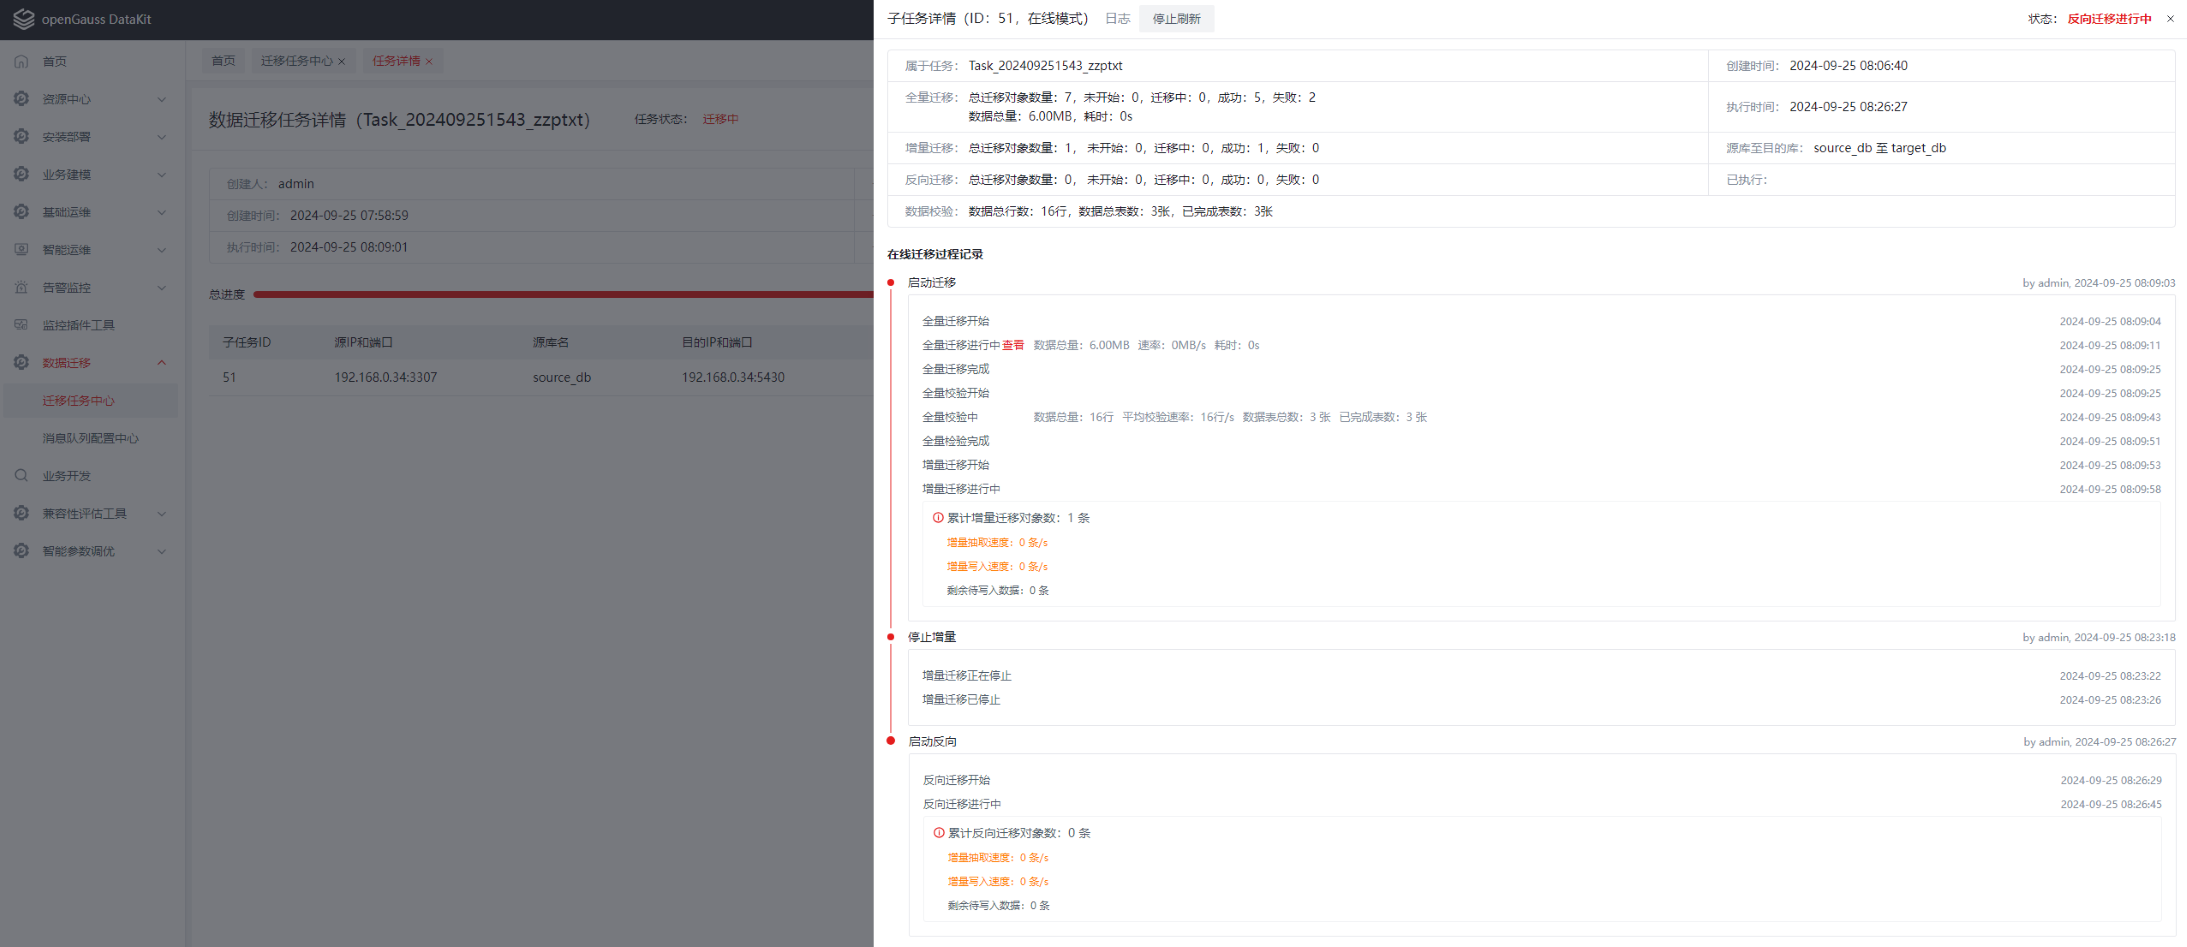 openGauss DataKit
首页
资源中心
安装部署
业务建模
基础运维
智能运维
告警监控
监控插件工具
数据迁移
迁移任务中心
消息队列配置中心
业务开发
兼容性评估工具
智能参数调优
首页 迁移任务中心 × 任务详情 ×
数据迁移任务详情（Task_202409251543_zzptxt） 任务状态： 迁移中
创建人： admin
创建时间： 2024-09-25 07:58:59
执行时间： 2024-09-25 08:09:01
总进度
子任务ID 源IP和端口 源库名 目的IP和端口
51 192.168.0.34:3307 source_db 192.168.0.34:5430
子任务详情（ID：51，在线模式） 日志 停止刷新 状态： 反向迁移进行中 ×
属于任务： Task_202409251543_zzptxt 创建时间： 2024-09-25 08:06:40
全量迁移： 总迁移对象数量：7，未开始：0，迁移中：0，成功：5，失败：2
数据总量：6.00MB，耗时：0s
执行时间： 2024-09-25 08:26:27
增量迁移： 总迁移对象数量：1， 未开始：0，迁移中：0，成功：1，失败：0 源库至目的库： source_db 至 target_db
反向迁移： 总迁移对象数量：0， 未开始：0，迁移中：0，成功：0，失败：0 已执行：
数据校验： 数据总行数：16行，数据总表数：3张，已完成表数：3张
在线迁移过程记录
启动迁移 by admin, 2024-09-25 08:09:03
全量迁移开始 2024-09-25 08:09:04
全量迁移进行中 查看 数据总量：6.00MB 速率：0MB/s 耗时：0s 2024-09-25 08:09:11
全量迁移完成 2024-09-25 08:09:25
全量校验开始 2024-09-25 08:09:25
全量校验中 数据总量：16行 平均校验速率：16行/s 数据表总数：3 张 已完成表数：3 张 2024-09-25 08:09:43
全量检验完成 2024-09-25 08:09:51
增量迁移开始 2024-09-25 08:09:53
增量迁移进行中 2024-09-25 08:09:58
累计增量迁移对象数：1 条
增量抽取速度：0 条/s
增量写入速度：0 条/s
剩余待写入数据：0 条
停止增量 by admin, 2024-09-25 08:23:18
增量迁移正在停止 2024-09-25 08:23:22
增量迁移已停止 2024-09-25 08:23:26
启动反向 by admin, 2024-09-25 08:26:27
反向迁移开始 2024-09-25 08:26:29
反向迁移进行中 2024-09-25 08:26:45
累计反向迁移对象数：0 条
增量抽取速度：0 条/s
增量写入速度：0 条/s
剩余待写入数据：0 条